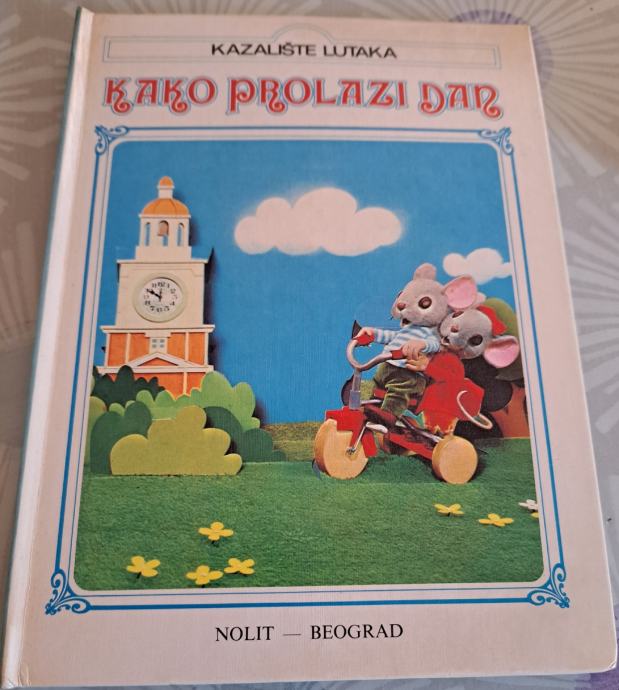 KAZALIŠTE LUTAKA
KAKO PROLAZI DAN
NOLIT — BEOGRAD